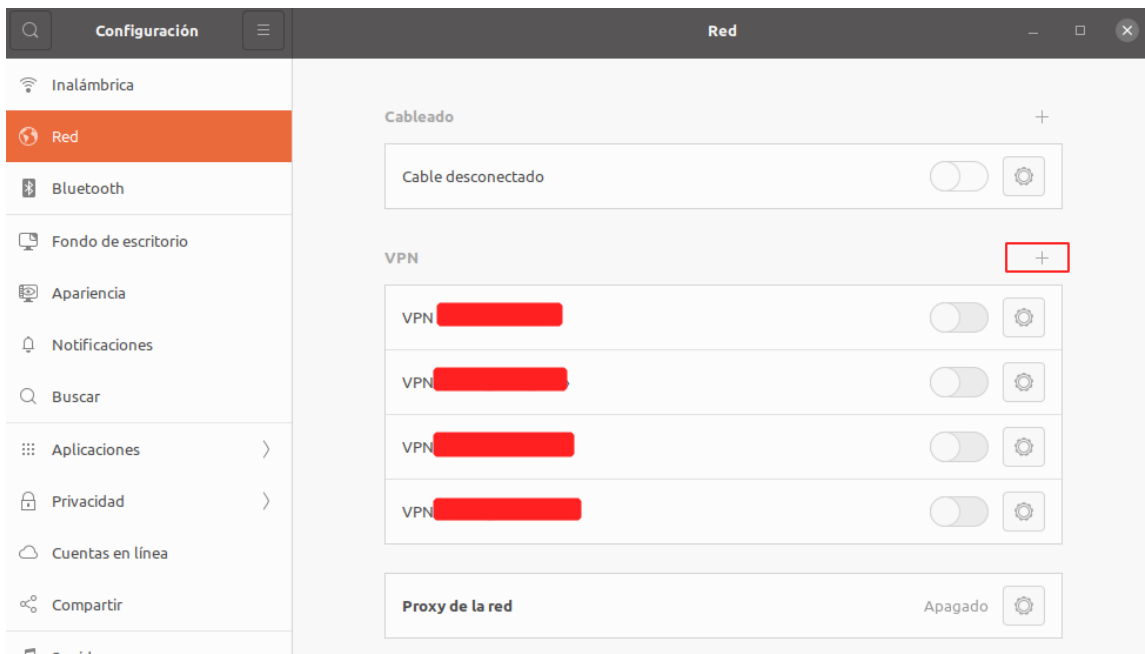 Configuración
Red
Inalámbrica
Red
Bluetooth
Fondo de escritorio
Apariencia
Notificaciones
Buscar
Aplicaciones
Privacidad
Cuentas en línea
Compartir
Cableado
Cable desconectado
VPN
VPN
VPN
VPN
VPN
Proxy de la red
Apagado